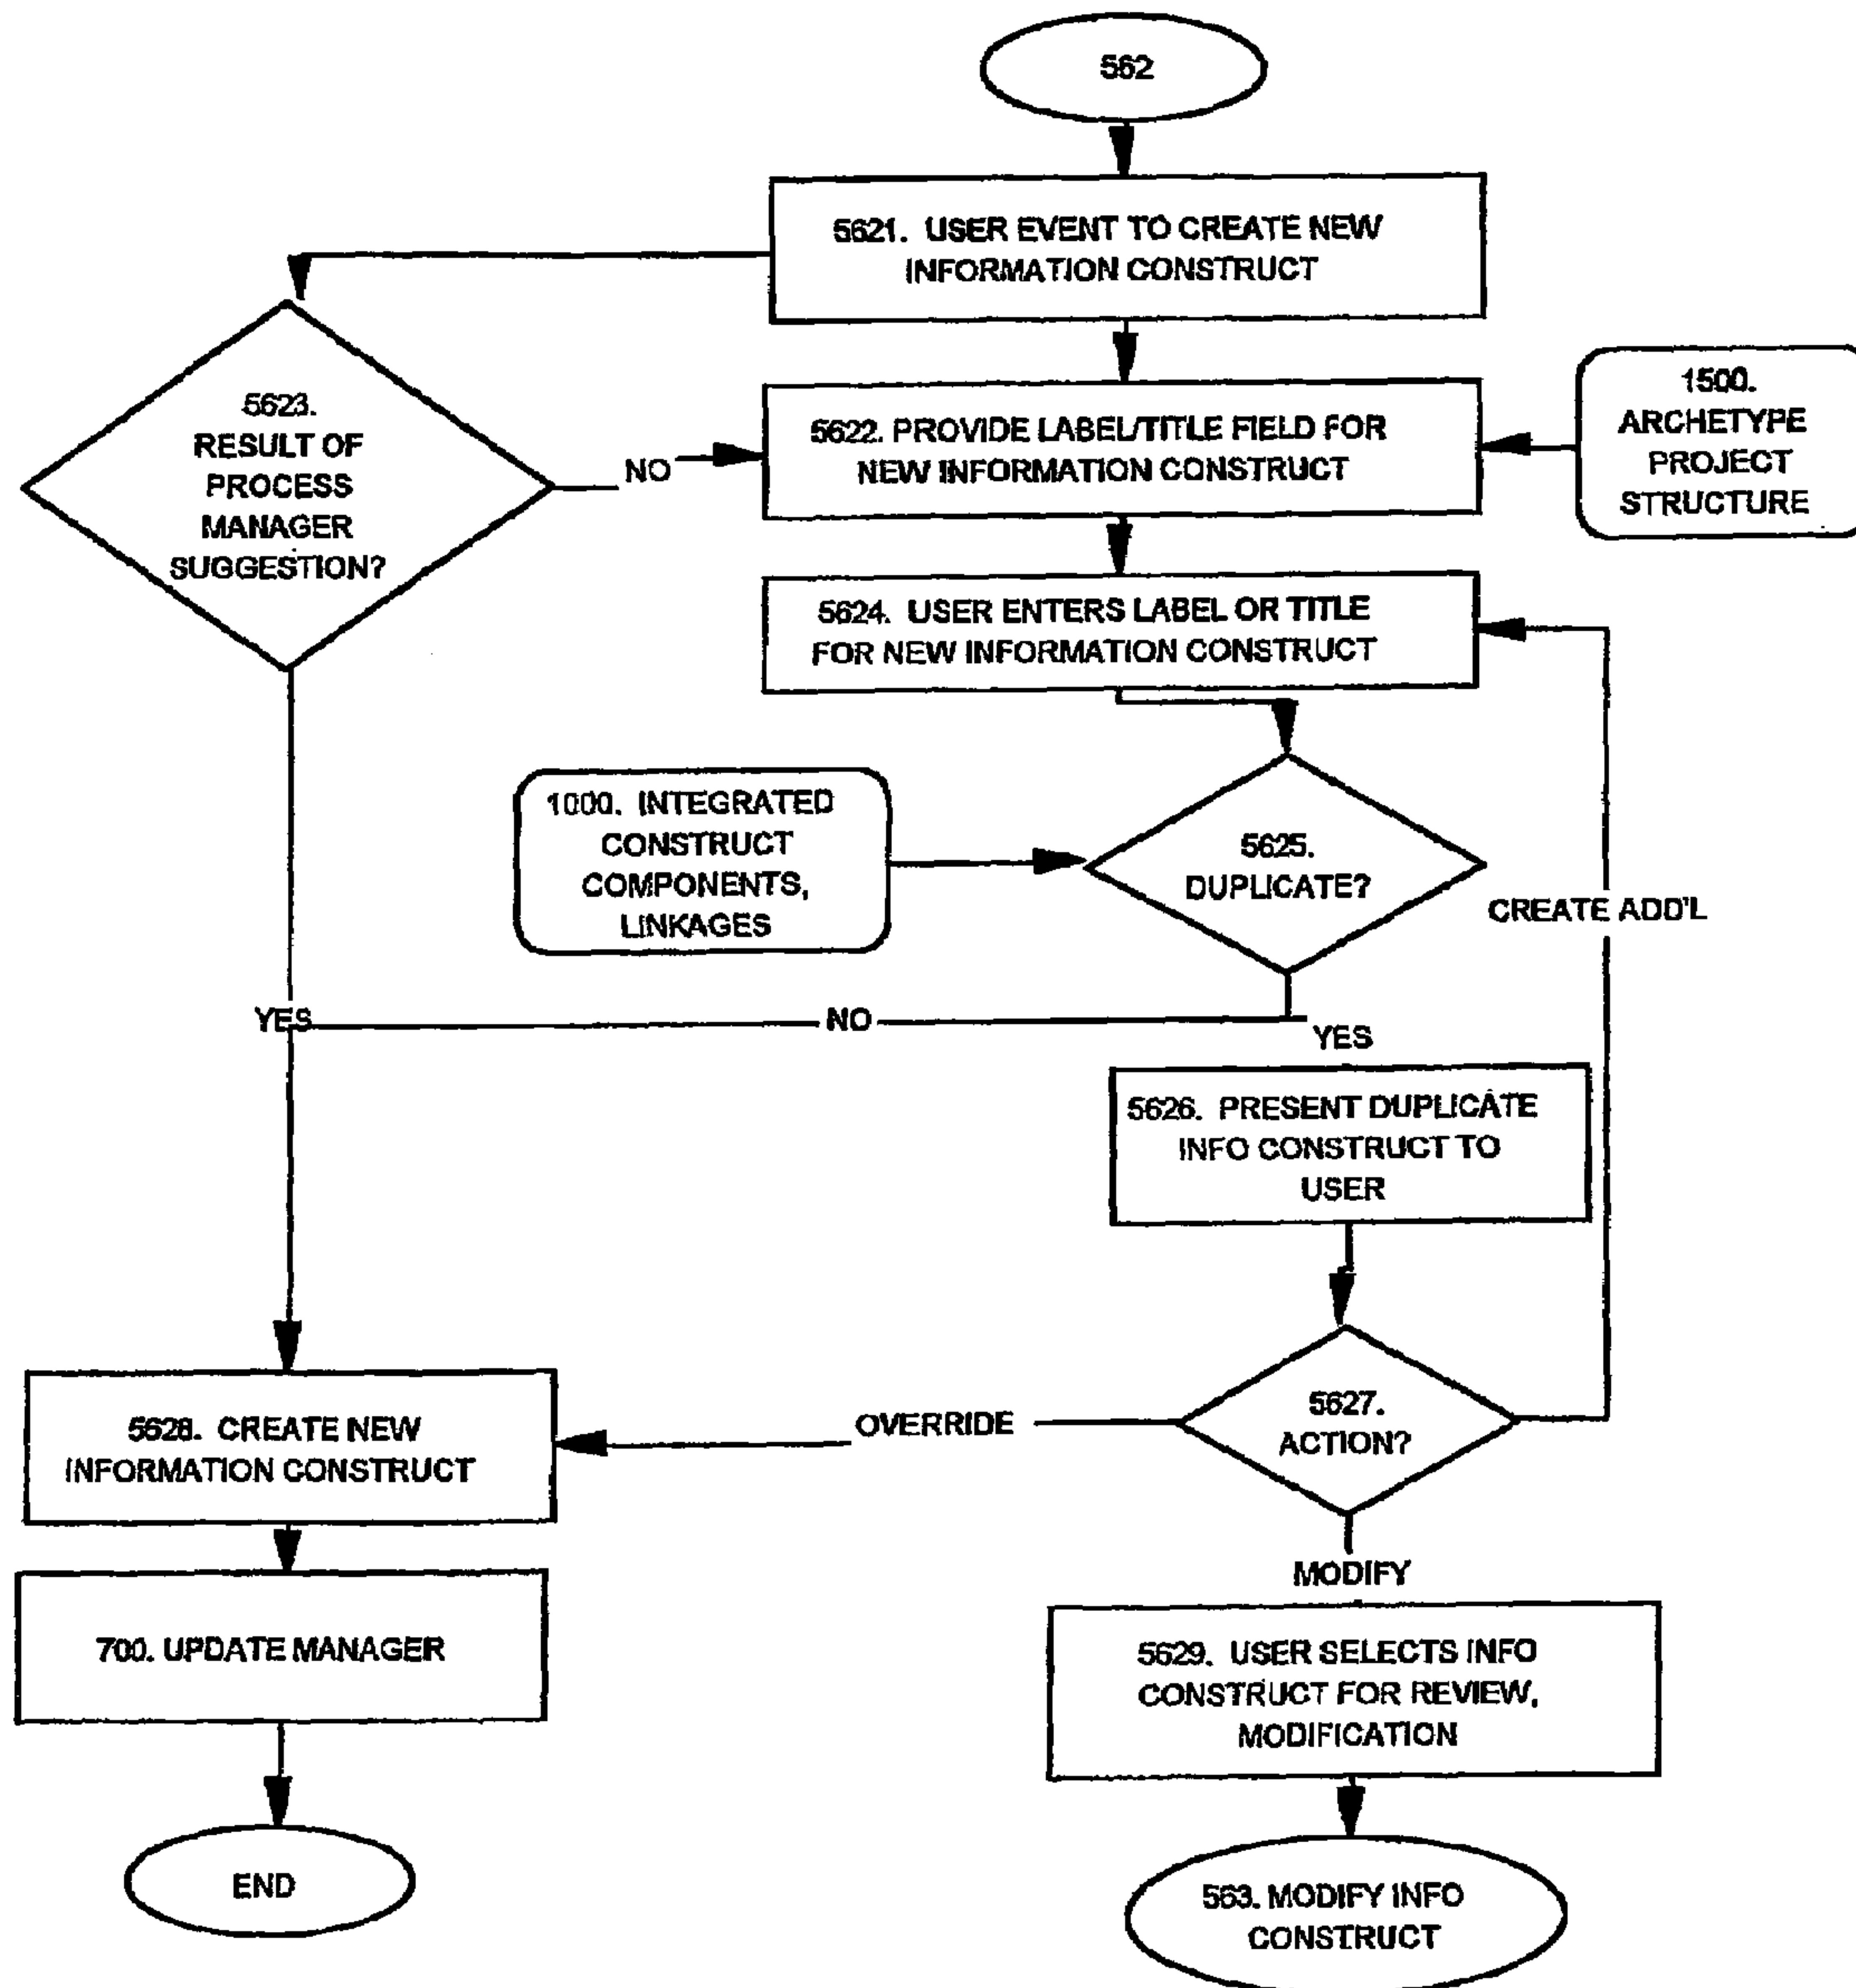 562
5621. USER EVENT TO CREATE NEW
INFORMATION CONSTRUCT
5623.
RESULT OF
PROCESS
MANAGER
SUGGESTION?
NO
5622. PROVIDE LABEL/TITLE FIELD FOR
NEW INFORMATION CONSTRUCT
1500.
ARCHETYPE
PROJECT
STRUCTURE
5624. USER ENTERS LABEL OR TITLE
FOR NEW INFORMATION CONSTRUCT
1000. INTEGRATED
CONSTRUCT
COMPONENTS,
LINKAGES
5625.
DUPLICATE?
CREATE ADD'L
YES
NO
YES
5626. PRESENT DUPLICATE
INFO CONSTRUCT TO
USER
5627.
ACTION?
OVERRIDE
5628. CREATE NEW
INFORMATION CONSTRUCT
MODIFY
700. UPDATE MANAGER
5629. USER SELECTS INFO
CONSTRUCT FOR REVIEW,
MODIFICATION
END
563. MODIFY INFO
CONSTRUCT